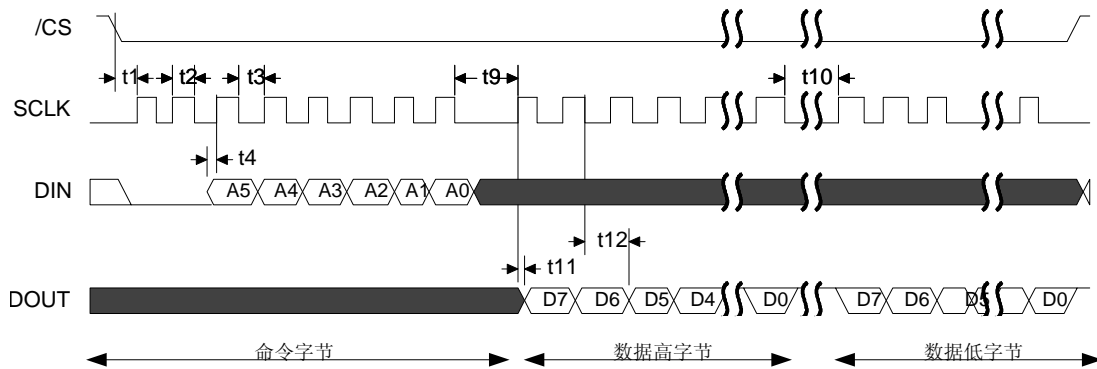 /CS
t1 t2 t3 t9 t10
SCLK
t4
DIN A5 A4 A3 A2 A1 A0
t12
t11
DOUT D7 D6 D5 D4 D0 D7 D6 D5 D0
命令字节 数据高字节 数据低字节